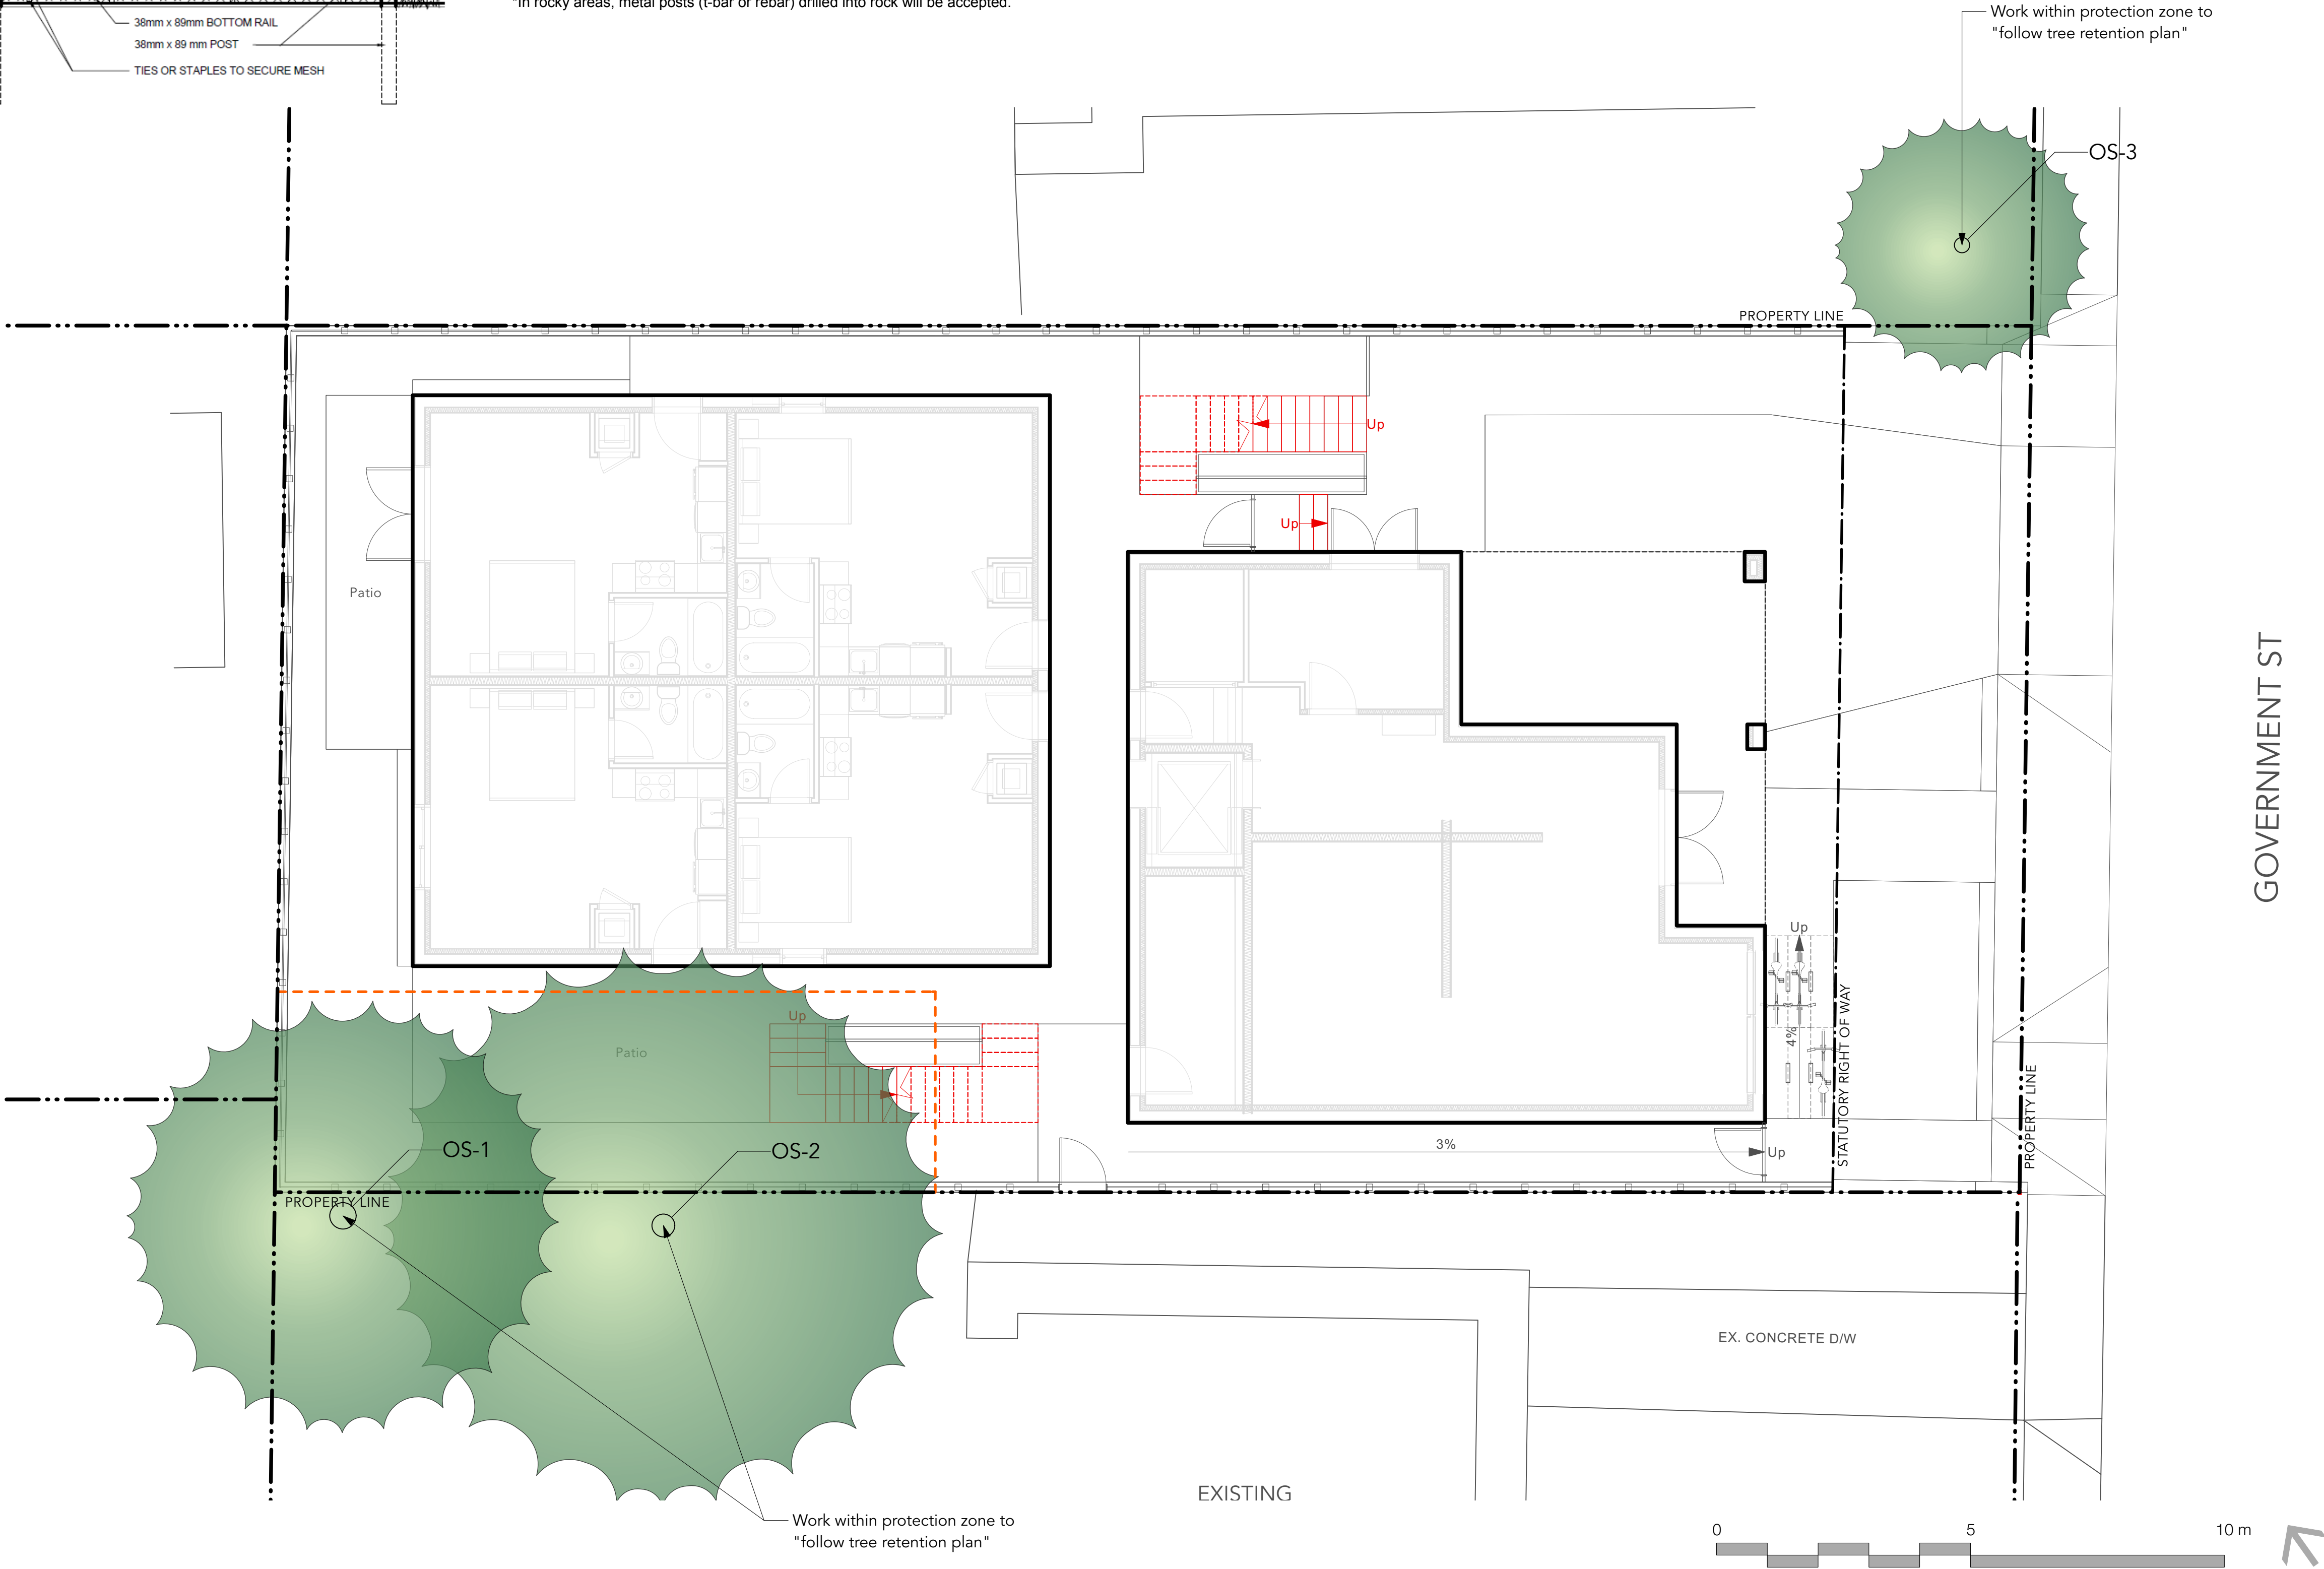 "In rocky areas, metal posts (t-bar or rebar) drilled into rock will be accepted.
38mm x 89mm BOTTOM RAIL
38mm x 89 mm POST
TIES OR STAPLES TO SECURE MESH
Work within protection zone to
"follow tree retention plan"
OS-3
PROPERTY LINE
Up
Up
Patio
GOVERNMENT ST
Up
STATUTORY RIGHT OF WAY
4%
Up
Patio
PROPERTY LINE
OS-1
OS-2
3%
Up
PROPERTY LINE
EX. CONCRETE D/W
EXISTING
Work within protection zone to
"follow tree retention plan"
0 5 10 m